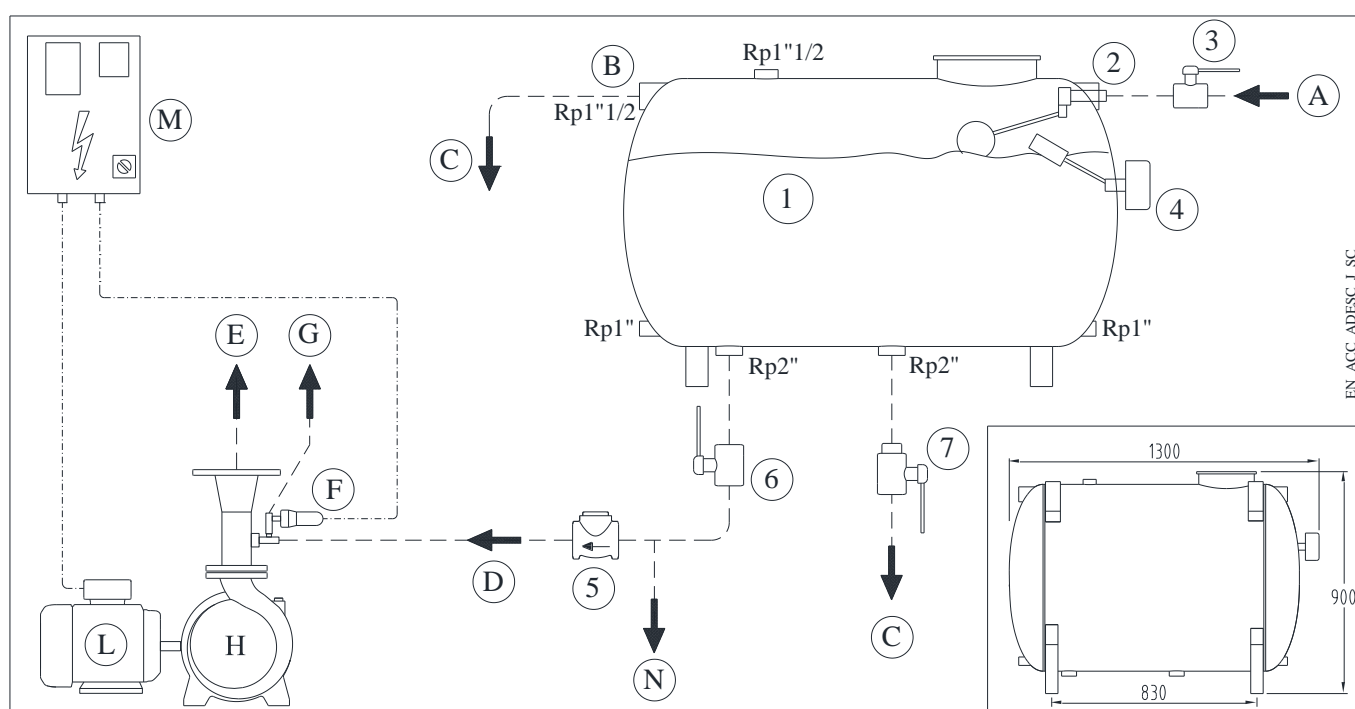 Rp1"1/2
3
B
2
A
M
Rp1"1/2
C
1
4
EN_ACC_ADESC_J_SC
E
G
Rp1"
Rp1"
Rp2"
Rp2"
7
6
F
1300
D
5
900
L
H
C
N
830